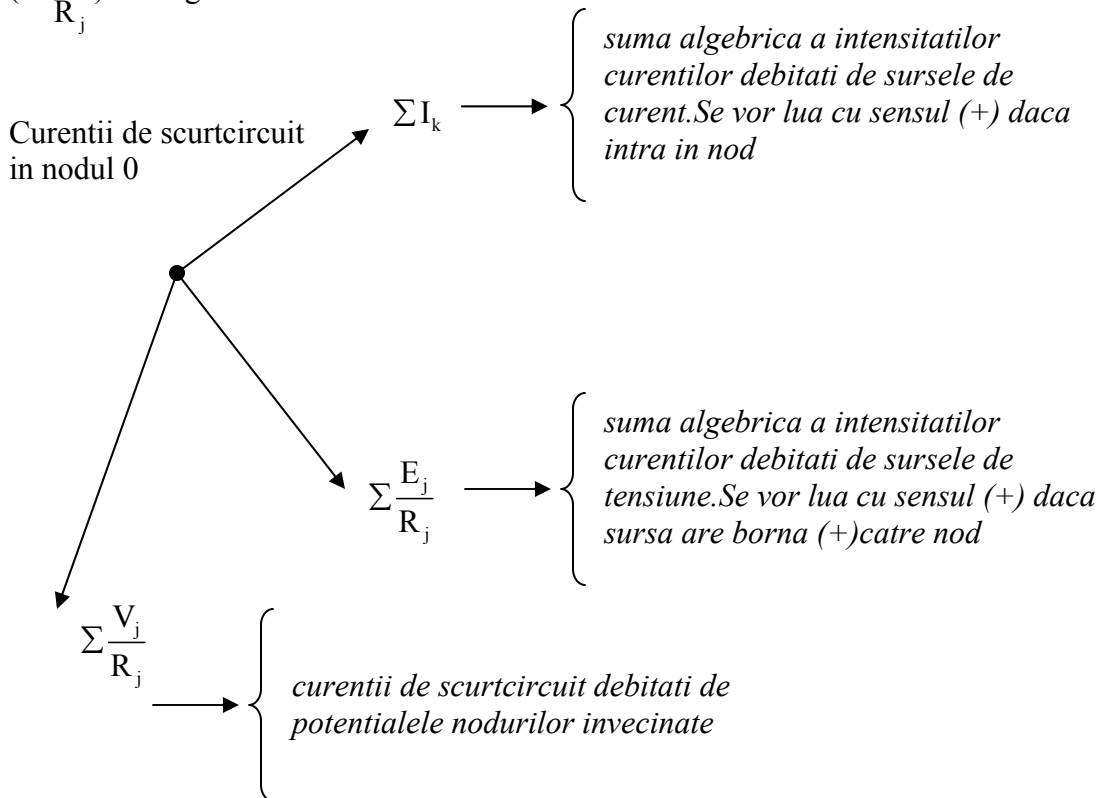 R j
suma algebrica a intensitatilor
curentilor debitati de sursele de
curent.Se vor lua cu sensul (+) daca
intra in nod
∑ I k
Curentii de scurtcircuit
in nodul 0
suma algebrica a intensitatilor
curentilor debitati de sursele de
tensiune.Se vor lua cu sensul (+) daca
sursa are borna (+)catre nod
∑ E j
R j
∑ V j
R j
curentii de scurtcircuit debitati de
potentialele nodurilor invecinate